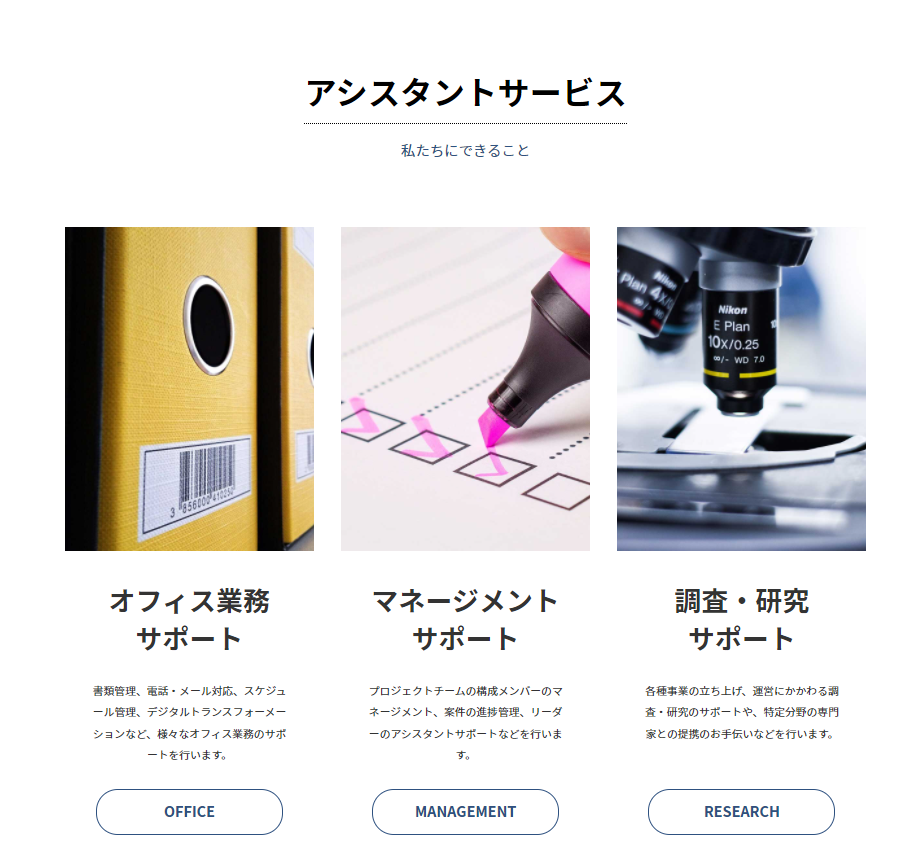 アシスタントサービス
私たちにできること
3 856000 410250
Plan 4x
Nikon
E Plan
10x/0.25
∞/- WD 7.0
オフィス業務
サポート
書類管理、電話・メール対応、スケジュ
ール管理、デジタルトランスフォーメー
ションなど、様々なオフィス業務のサポ
ートを行います。
OFFICE
マネージメント
サポート
プロジェクトチームの構成メンバーのマ
ネージメント、案件の進捗管理、リーダ
ーのアシスタントサポートなどを行いま
す。
MANAGEMENT
調査・研究
サポート
各種事業の立ち上げ、運営にかかわる調
査・研究のサポートや、特定分野の専門
家との提携のお手伝いなどを行います。
RESEARCH